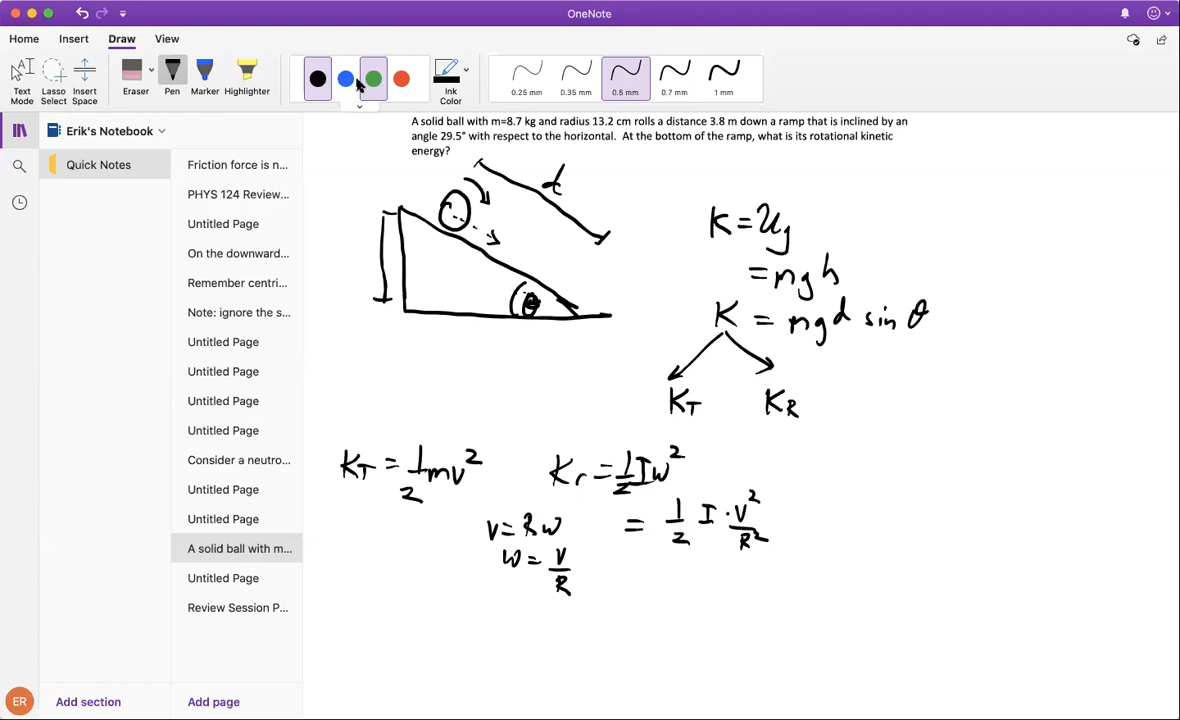 OneNote
Home Insert Draw View
Text Mode
Lasso Select
Insert Space
Eraser
Pen
Marker
Highlighter
Ink Color
0.25 mm
0.35 mm
0.5 mm
0.7 mm
1 mm
Erik's Notebook
Quick Notes
Friction force is n...
PHYS 124 Review...
Untitled Page
On the downward...
Remember centri...
Note: ignore the s...
Untitled Page
Untitled Page
Untitled Page
Untitled Page
Consider a neutro...
Untitled Page
Untitled Page
A solid ball with m...
Untitled Page
Review Session P...
ER
Add section
Add page
A solid ball with m=8.7 kg and radius 13.2 cm rolls a distance 3.8 m down a ramp that is inclined by an
angle 29.5° with respect to the horizontal. At the bottom of the ramp, what is its rotational kinetic
energy?
d
θ
K = Ug
= mgh
K = mgd sin θ
KT KR
KT = 1/2 mv²
Kr = 1/2 Iw²
v = Rw
= 1/2 I · v²/R²
w = v/R